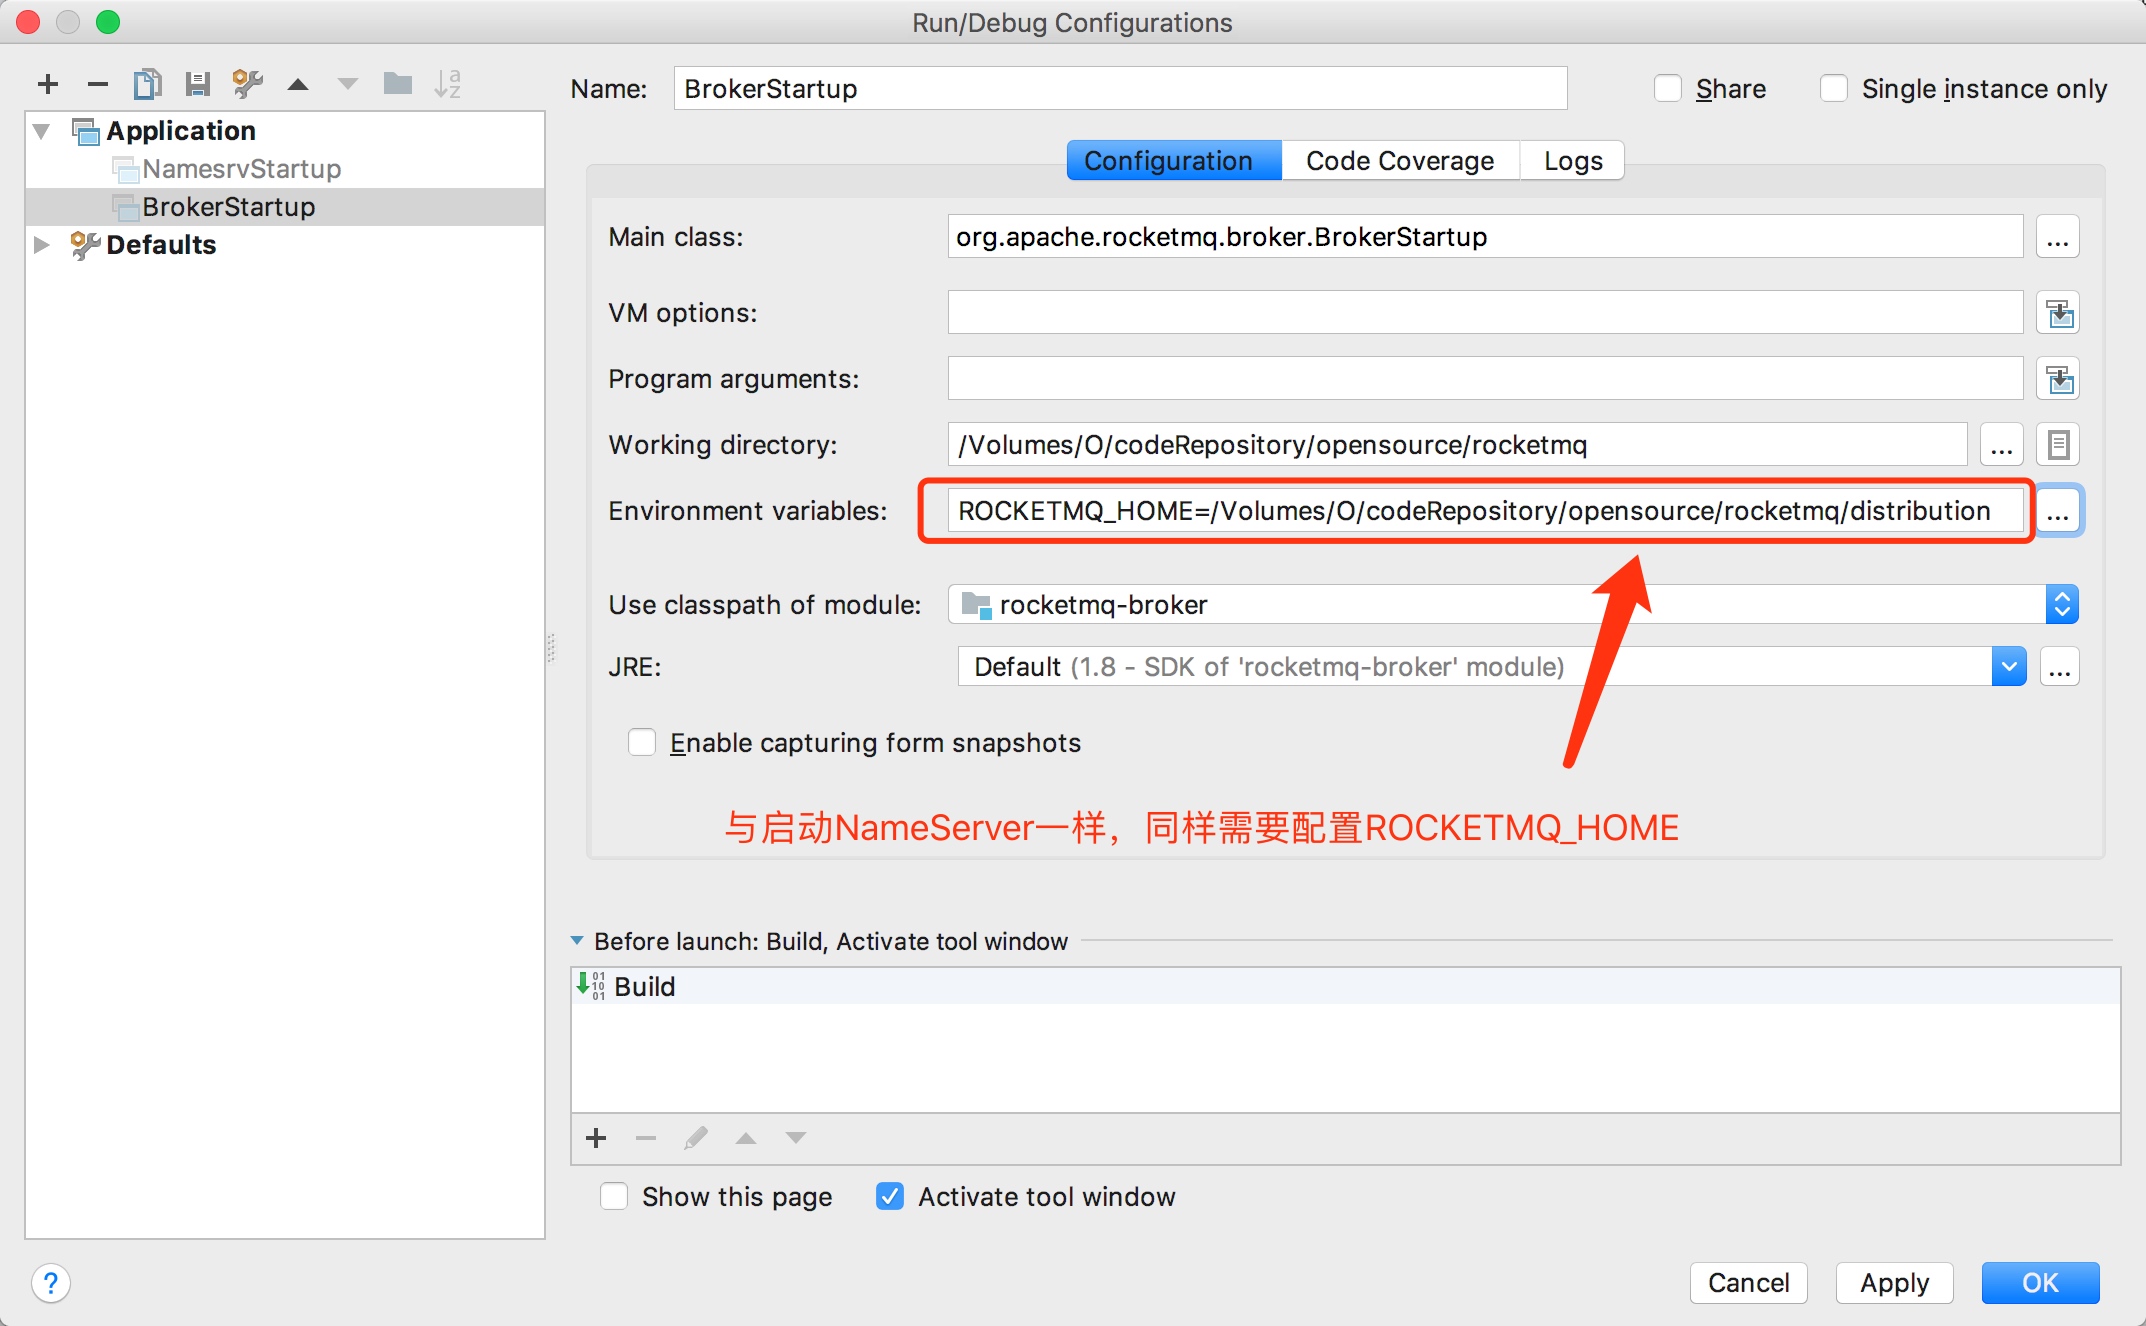 Run/Debug Configurations
Application
NamesrvStartup
BrokerStartup
Defaults
Name: BrokerStartup
Share
Single instance only
Configuration Code Coverage Logs
Main class: org.apache.rocketmq.broker.BrokerStartup ...
VM options:
Program arguments:
Working directory: /Volumes/O/codeRepository/opensource/rocketmq ...
Environment variables: ROCKETMQ_HOME=/Volumes/O/codeRepository/opensource/rocketmq/distribution ...
Use classpath of module: rocketmq-broker
JRE: Default (1.8 - SDK of 'rocketmq-broker' module) ...
Enable capturing form snapshots
与启动NameServer一样，同样需要配置ROCKETMQ_HOME
Before launch: Build, Activate tool window
Build
Show this page
Activate tool window
?
Cancel Apply OK